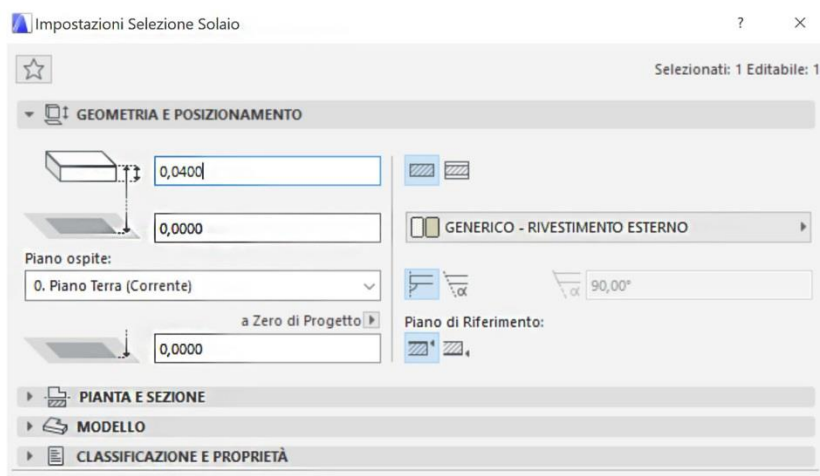 Impostazioni Selezione Solaio
?
Selezionati: 1 Editabile: 1
GEOMETRIA E POSIZIONAMENTO
0,0400
0,0000
Piano ospite:
0. Piano Terra (Corrente)
a Zero di Progetto
0,0000
GENERICO - RIVESTIMENTO ESTERNO
α
α
90,00°
Piano di Riferimento:
PIANTA E SEZIONE
MODELLO
CLASSIFICAZIONE E PROPRIETÀ